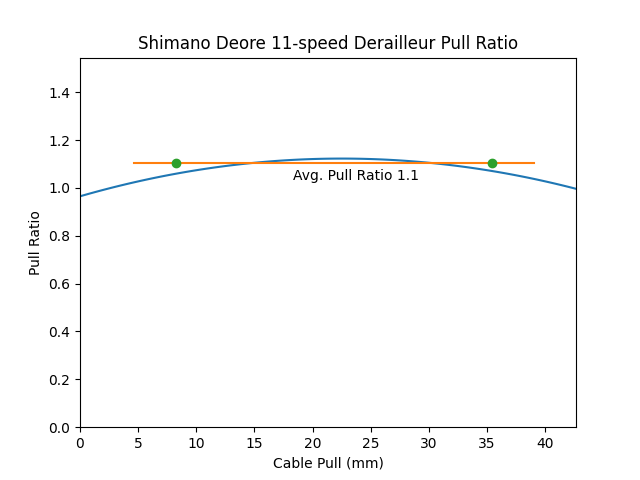 Shimano Deore 11-speed Derailleur Pull Ratio
Pull Ratio
1.4
1.2
1.0
0.8
0.6
0.4
0.2
0.0
Avg. Pull Ratio 1.1
0 5 10 15 20 25 30 35 40
Cable Pull (mm)